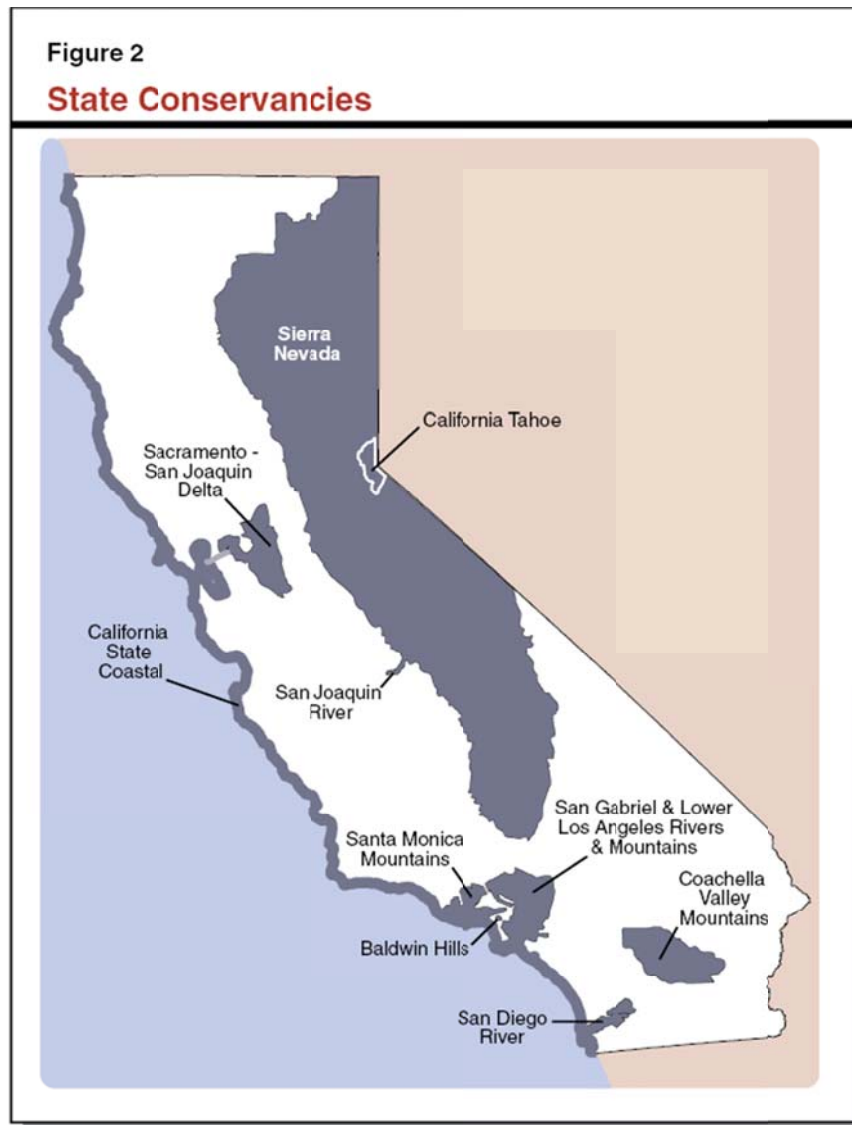 Figure 2
State Conservancies
Sierra
Nevada
California Tahoe
Sacramento -
San Joaquin
Delta
California
State
Coastal
San Joaquin
River
San Gabriel & Lower
Los Angeles Rivers
& Mountains
Santa Monica
Mountains
Coachella
Valley
Mountains
Baldwin Hills
San Diego
River